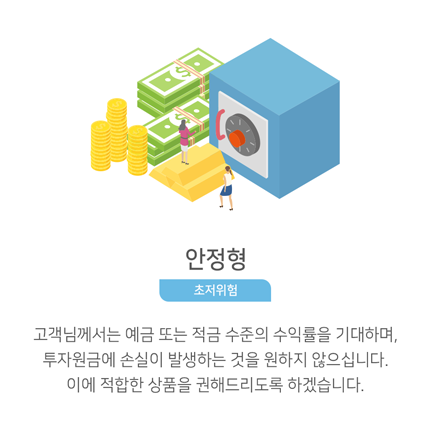 안정형
초저위험
고객님께서는 예금 또는 적금 수준의 수익률을 기대하며,
투자원금에 손실이 발생하는 것을 원하지 않으십니다.
이에 적합한 상품을 권해드리도록 하겠습니다.